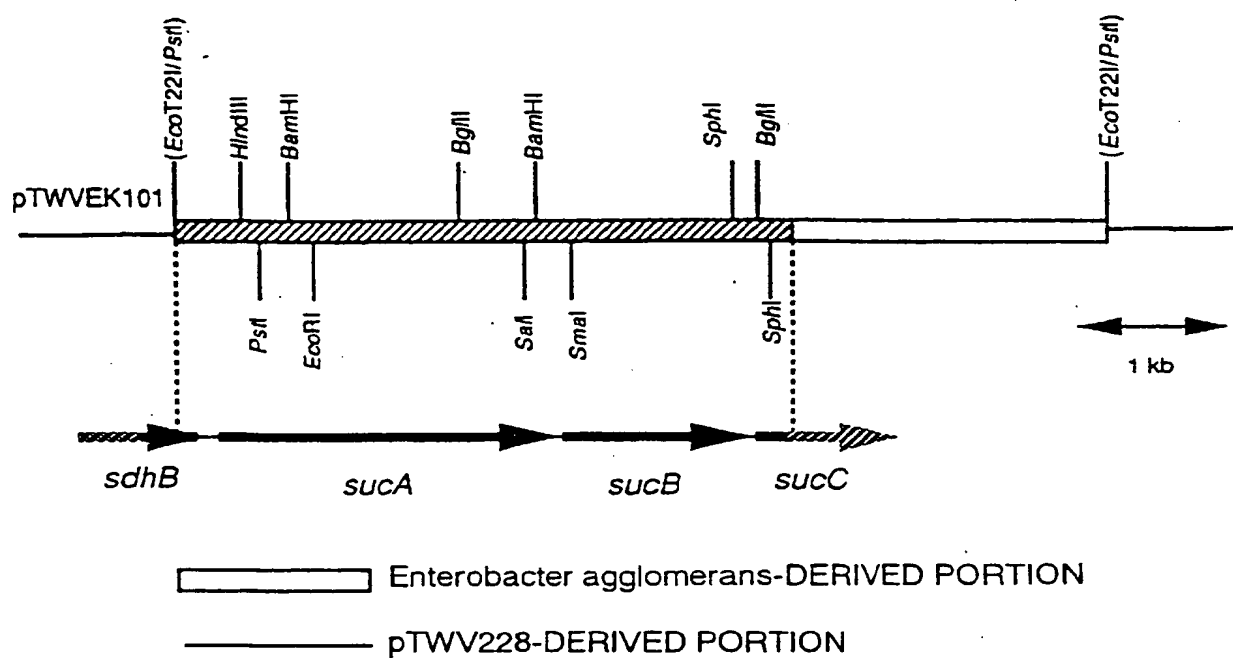 (EcoT22I/PstI)
HindIII
BamHI
BglII
BamHI
SphI
BglII
(EcoT22I/PstI)
pTWVEK101
PstI
EcoRI
SalI
SmaI
SphI
1 kb
sdhB
sucA
sucB
sucC
Enterobacter agglomerans-DERIVED PORTION
pTWV228-DERIVED PORTION